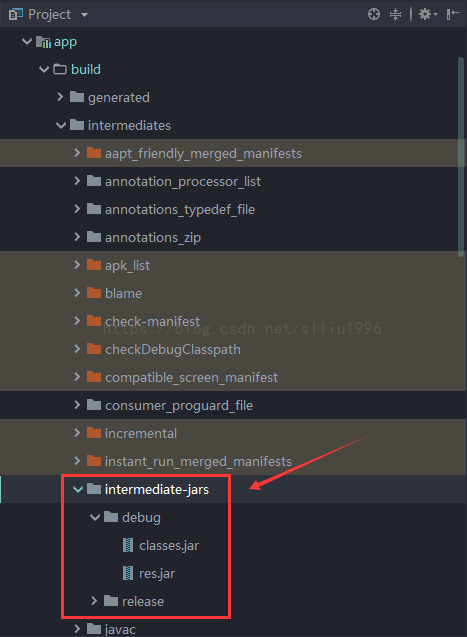 Project
app
build
generated
intermediates
aapt_friendly_merged_manifests
annotation_processor_list
annotations_typedef_file
annotations_zip
apk_list
blame
check-manifest
https://blog.csdn.net/slliu1996
checkDebugClasspath
compatible_screen_manifest
consumer_proguard_file
incremental
instant_run_merged_manifests
intermediate-jars
debug
classes.jar
res.jar
release
javac